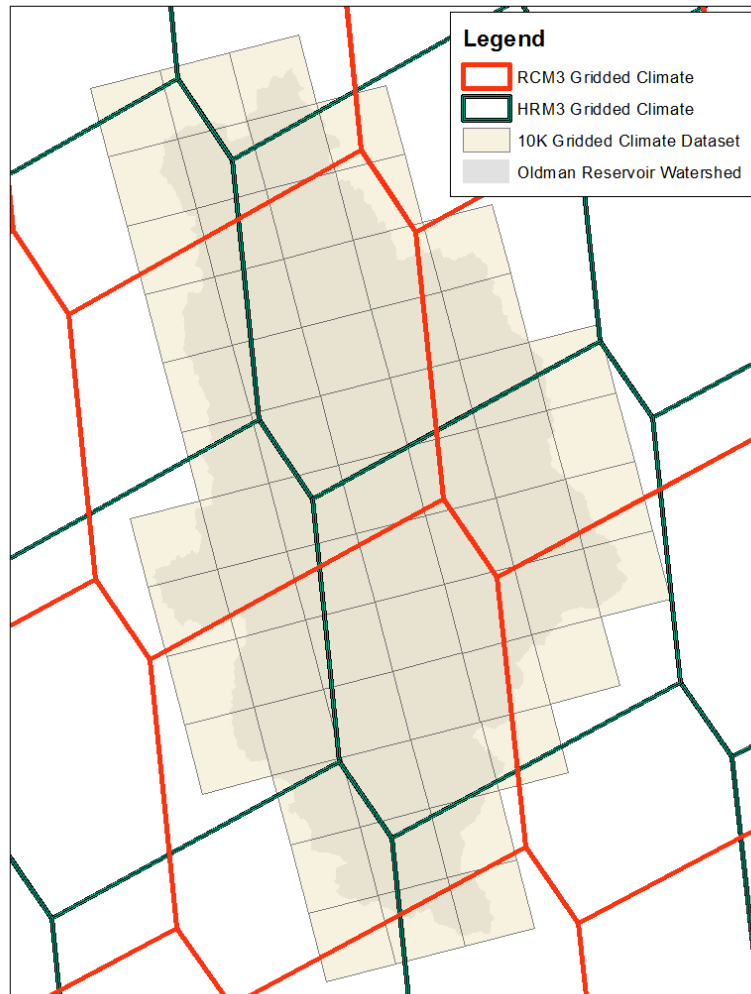 Legend
RCM3 Gridded Climate
HRM3 Gridded Climate
10K Gridded Climate Dataset
Oldman Reservoir Watershed